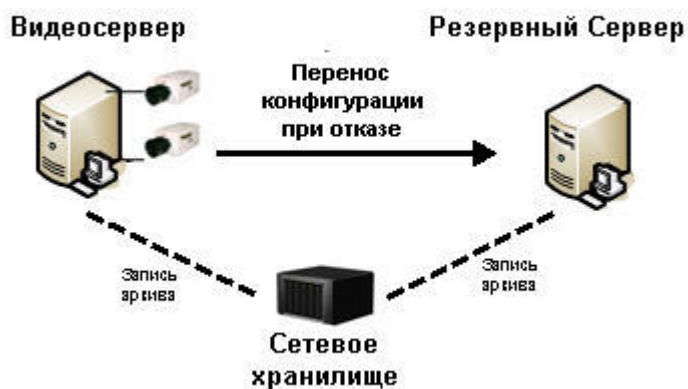 Видеосервер
Резервный Сервер
Перенос
конфигурации
при отказе
Запись
архива
Запись
архива
Сетевое
хранилище